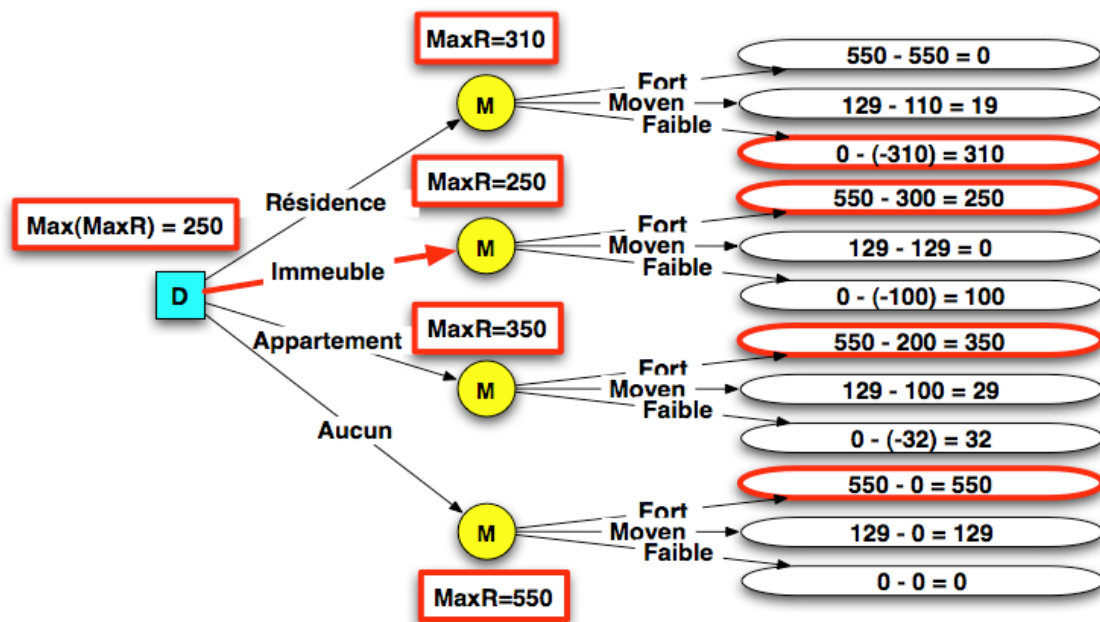 MaxR=310
550 - 550 = 0
Fort
M
Moyen
129 - 110 = 19
Faible
0 - (-310) = 310
MaxR=250
Résidence
550 - 300 = 250
Max(MaxR) = 250
Fort
M
Moyen
129 - 129 = 0
Immeuble
Faible
D
0 - (-100) = 100
MaxR=350
Appartement
550 - 200 = 350
Fort
M
Moyen
129 - 100 = 29
Faible
Aucun
0 - (-32) = 32
550 - 0 = 550
Fort
M
Moyen
129 - 0 = 129
Faible
0 - 0 = 0
MaxR=550